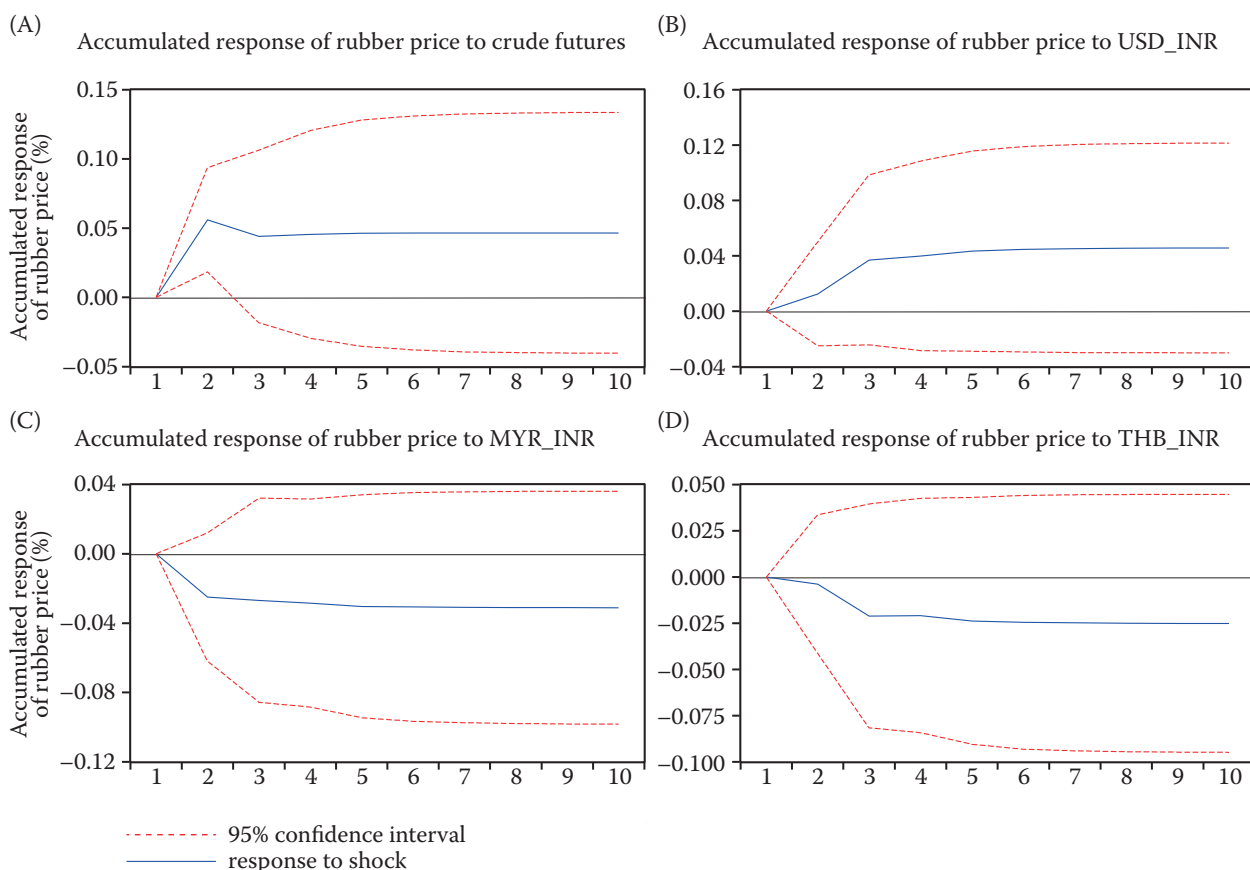 (A)
Accumulated response of rubber price to crude futures
Accumulated response
of rubber price (%)
0.15
0.10
0.05
0.00
–0.05
1 2 3 4 5 6 7 8 9 10
(B)
Accumulated response of rubber price to USD_INR
0.16
0.12
0.08
0.04
0.00
–0.04
1 2 3 4 5 6 7 8 9 10
(C)
Accumulated response of rubber price to MYR_INR
Accumulated response
of rubber price (%)
0.04
0.00
–0.04
–0.08
–0.12
1 2 3 4 5 6 7 8 9 10
(D)
Accumulated response of rubber price to THB_INR
0.050
0.025
0.000
–0.025
–0.050
–0.075
–0.100
1 2 3 4 5 6 7 8 9 10
95% confidence interval
response to shock